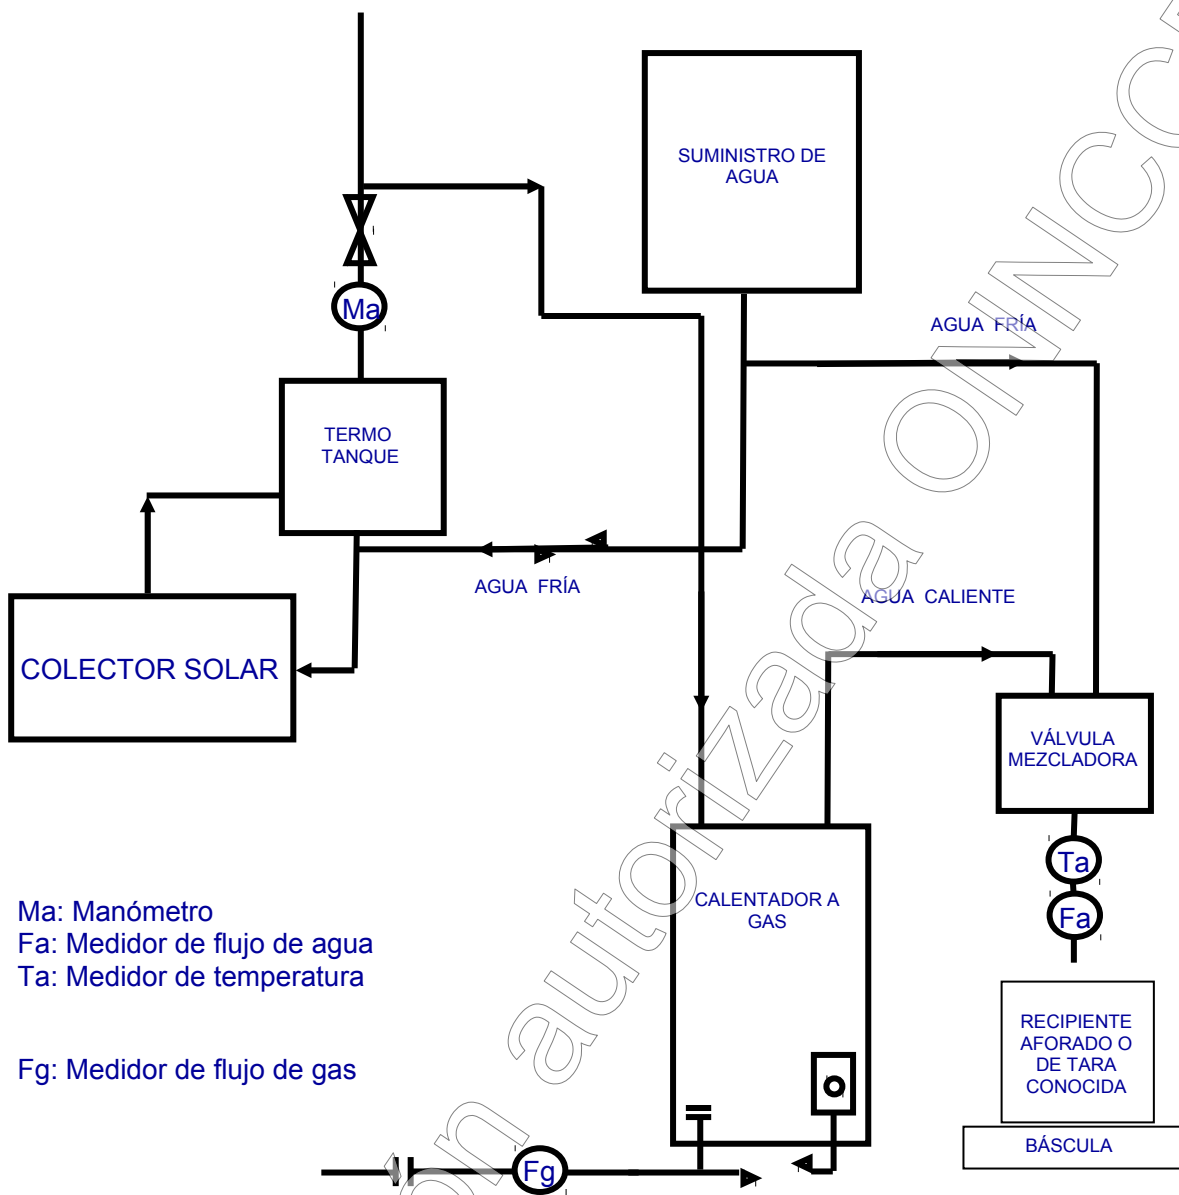 SUMINISTRO DE
AGUA
Ma
AGUA FRÍA
TERMO
TANQUE
AGUA FRÍA
AGUA CALIENTE
COLECTOR SOLAR
VÁLVULA
MEZCLADORA
Ta
CALENTADOR A
GAS
Fa
Ma: Manómetro
Fa: Medidor de flujo de agua
Ta: Medidor de temperatura
RECIPIENTE
AFORADO O
DE TARA
CONOCIDA
Fg: Medidor de flujo de gas
BÁSCULA
Fg
autorizada ONNCC